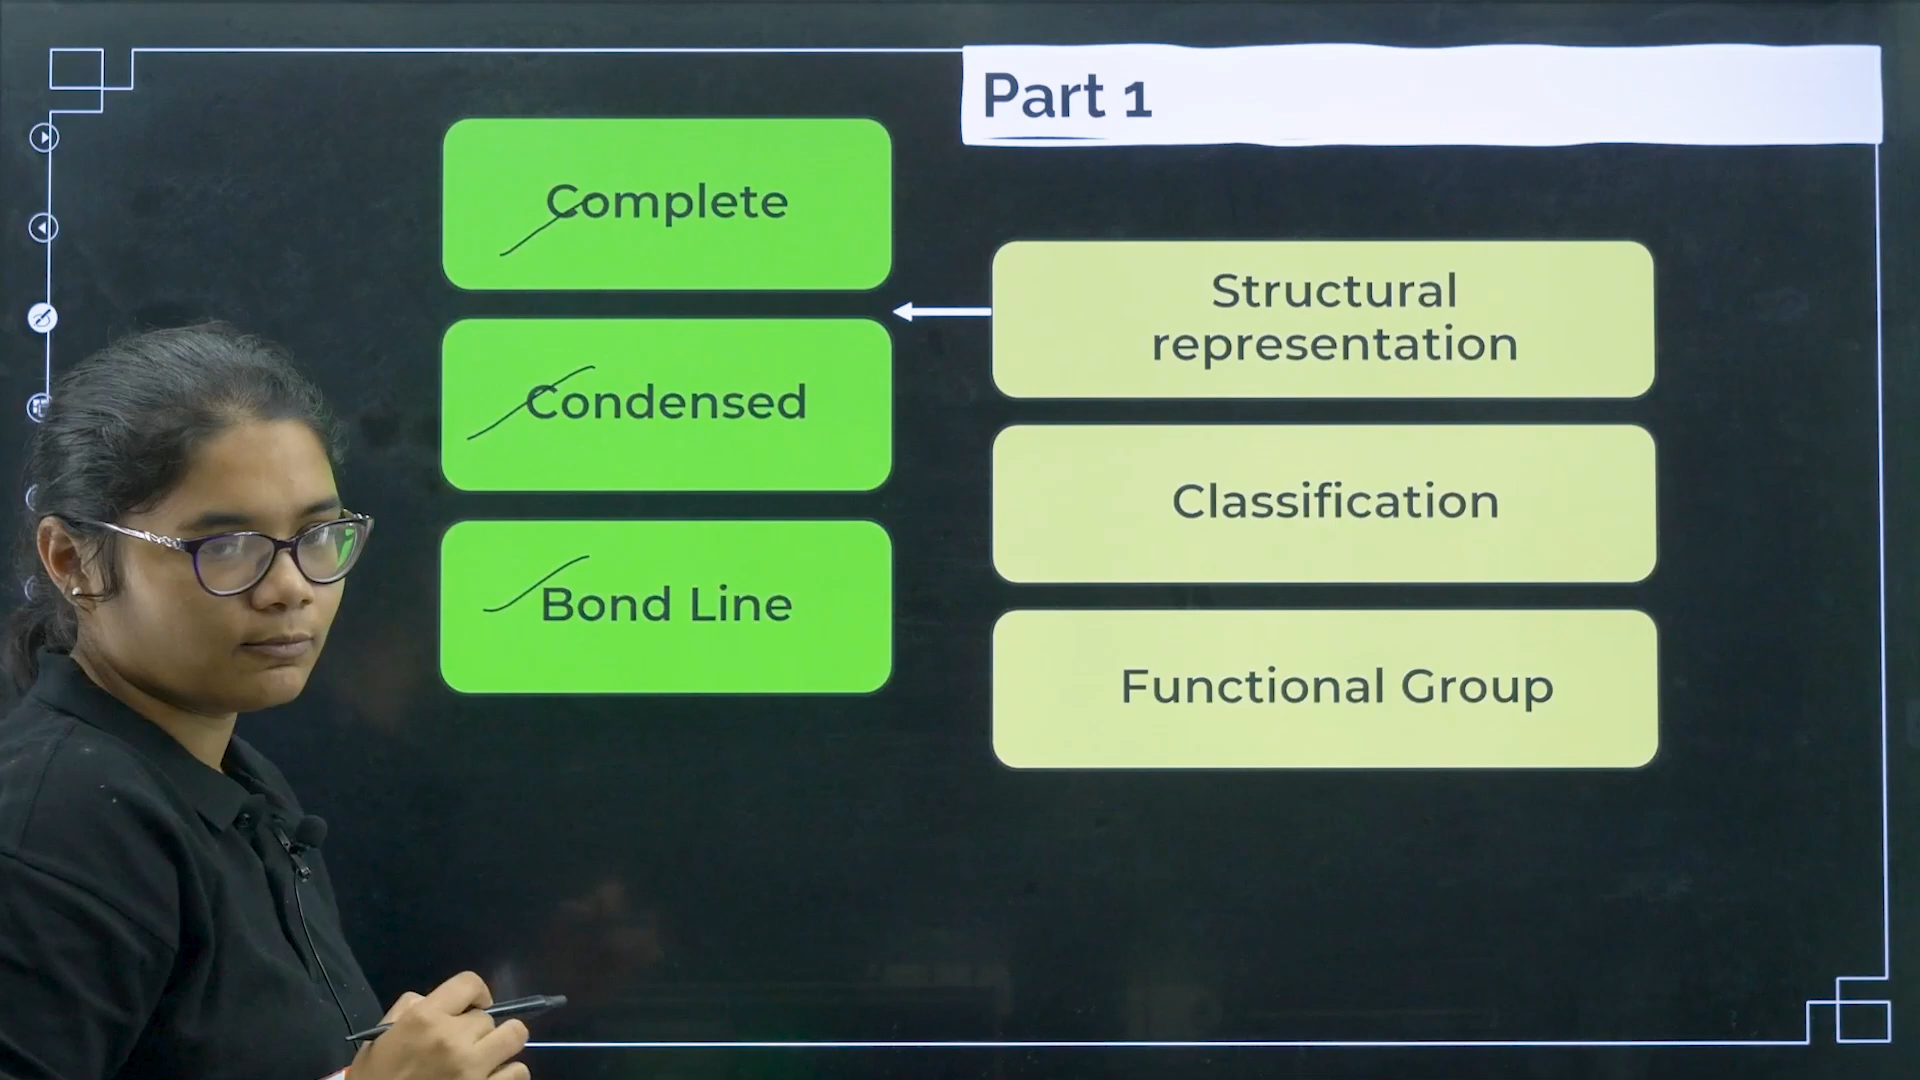 Part 1
Complete
Condensed
Bond Line
Structural
representation
Classification
Functional Group